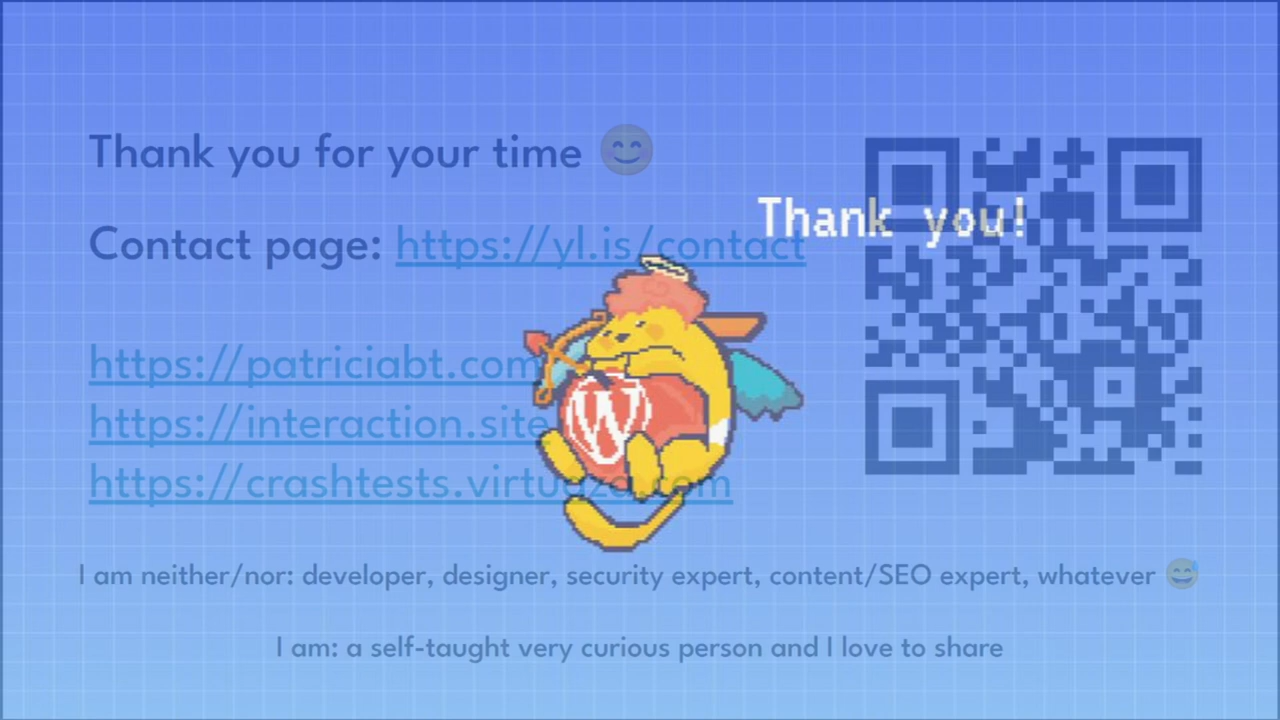 Thank you for your time 😊
Thank you!
Contact page: https://yl.is/contact
https://patriciabt.com
https://interaction.site
https://crashtests.virtuaza.com
I am neither/nor: developer, designer, security expert, content/SEO expert, whatever 😅
I am: a self-taught very curious person and I love to share